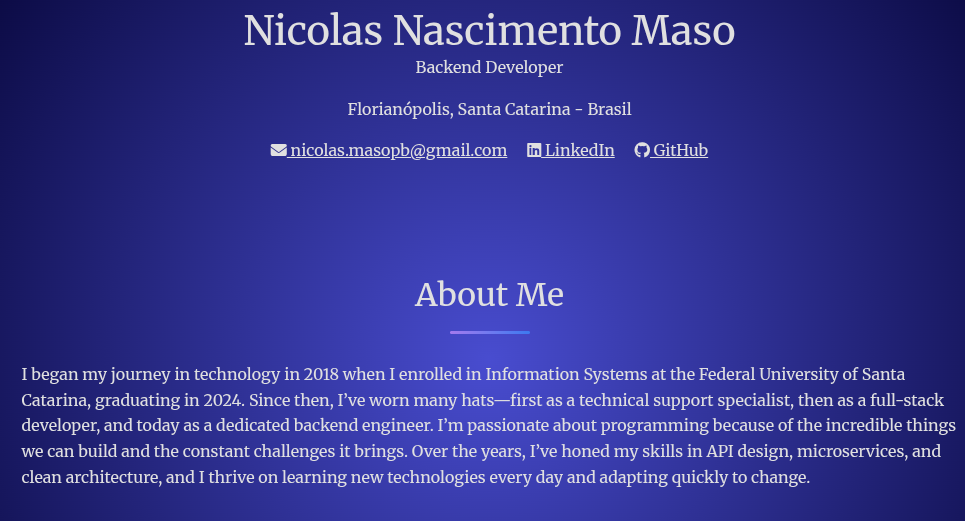 Nicolas Nascimento Maso
Backend Developer
Florianópolis, Santa Catarina - Brasil
nicolas.masopb@gmail.com LinkedIn GitHub
About Me
I began my journey in technology in 2018 when I enrolled in Information Systems at the Federal University of Santa
Catarina, graduating in 2024. Since then, I’ve worn many hats—first as a technical support specialist, then as a full-stack
developer, and today as a dedicated backend engineer. I’m passionate about programming because of the incredible things
we can build and the constant challenges it brings. Over the years, I’ve honed my skills in API design, microservices, and
clean architecture, and I thrive on learning new technologies every day and adapting quickly to change.